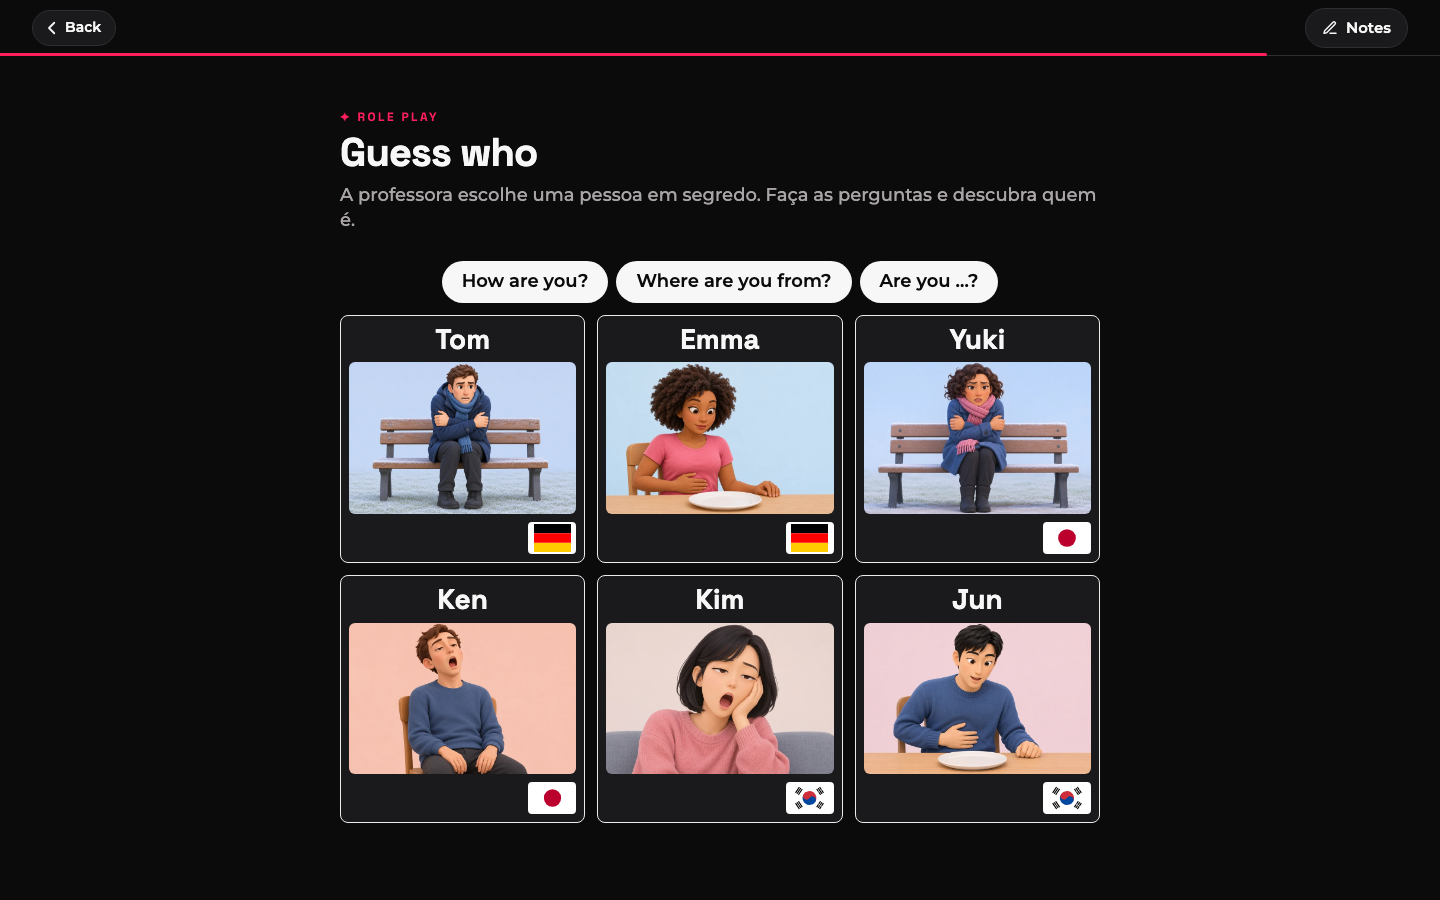 Back
Notes
✦ ROLE PLAY
Guess who
A professora escolhe uma pessoa em segredo. Faça as perguntas e descubra quem
é.
How are you?
Where are you from?
Are you ...?
Tom
Emma
Yuki
Ken
Kim
Jun